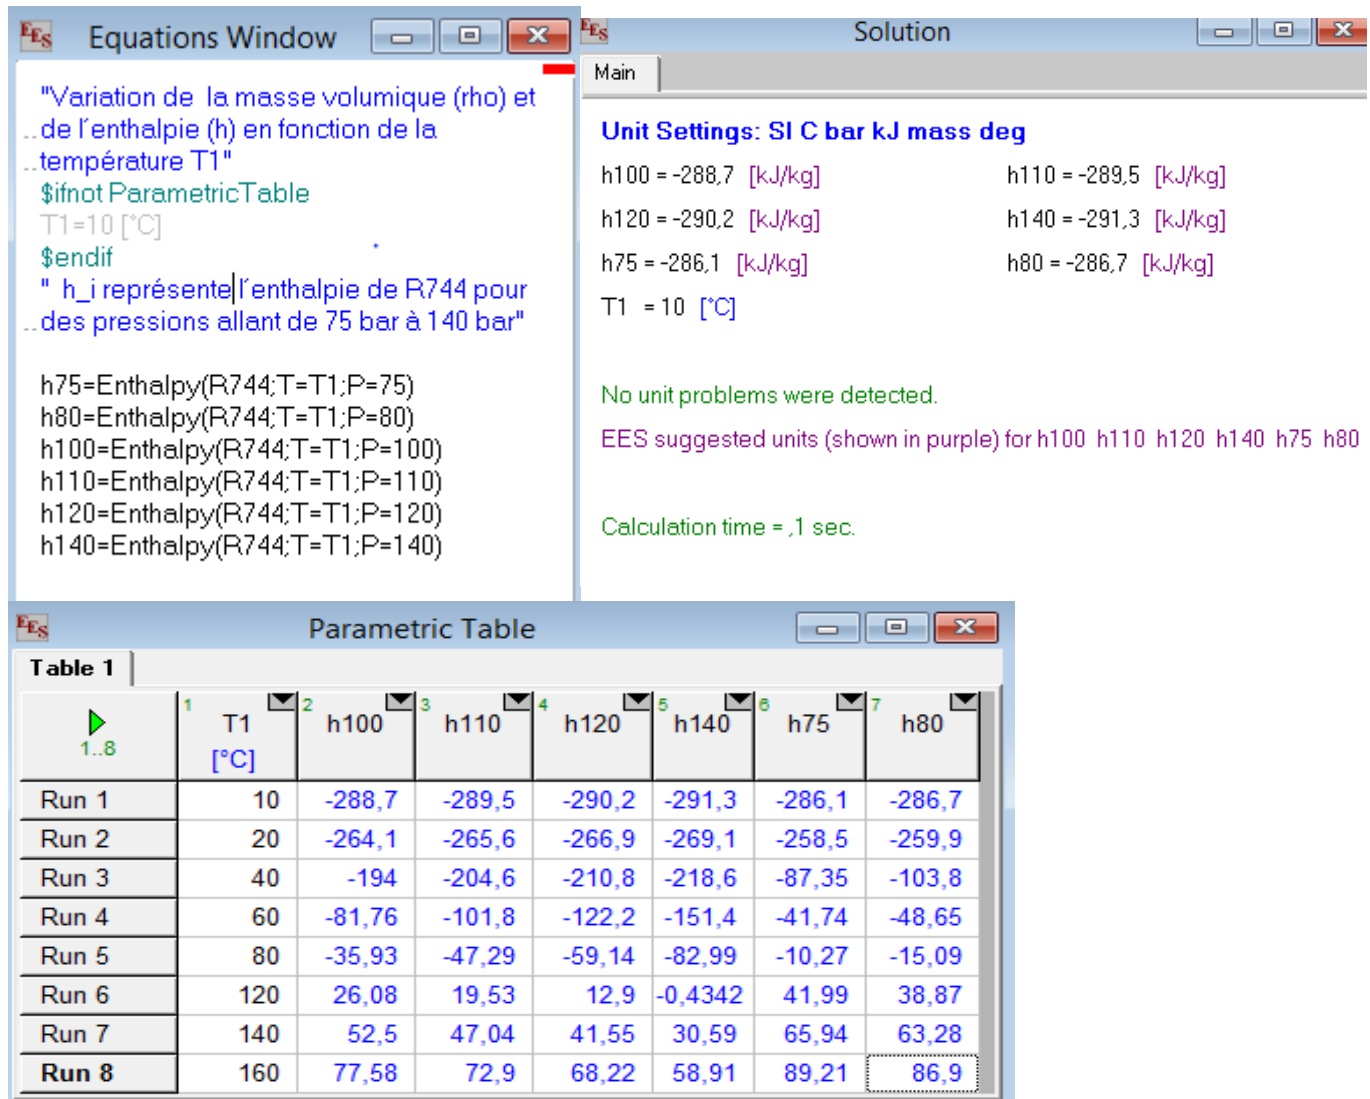 EES Equations Window
"Variation de la masse volumique (rho) et
de l'enthalpie (h) en fonction de la
température T1"
$ifnot ParametricTable
T1=10 [°C]
$endif
" h_i représente l'enthalpie de R744 pour
des pressions allant de 75 bar à 140 bar"
h75=Enthalpy(R744;T=T1;P=75)
h80=Enthalpy(R744;T=T1;P=80)
h100=Enthalpy(R744;T=T1;P=100)
h110=Enthalpy(R744;T=T1;P=110)
h120=Enthalpy(R744;T=T1;P=120)
h140=Enthalpy(R744;T=T1;P=140)
EES Solution
Main
Unit Settings: SI C bar kJ mass deg
h100 = -288,7 [kJ/kg] h110 = -289,5 [kJ/kg]
h120 = -290,2 [kJ/kg] h140 = -291,3 [kJ/kg]
h75 = -286,1 [kJ/kg] h80 = -286,7 [kJ/kg]
T1 = 10 [°C]
No unit problems were detected.
EES suggested units (shown in purple) for h100 h110 h120 h140 h75 h80
Calculation time = ,1 sec.
EES Parametric Table
Table 1
1..8 1 T1 [°C] 2 h100 3 h110 4 h120 5 h140 6 h75 7 h80
Run 1 10 -288,7 -289,5 -290,2 -291,3 -286,1 -286,7
Run 2 20 -264,1 -265,6 -266,9 -269,1 -258,5 -259,9
Run 3 40 -194 -204,6 -210,8 -218,6 -87,35 -103,8
Run 4 60 -81,76 -101,8 -122,2 -151,4 -41,74 -48,65
Run 5 80 -35,93 -47,29 -59,14 -82,99 -10,27 -15,09
Run 6 120 26,08 19,53 12,9 -0,4342 41,99 38,87
Run 7 140 52,5 47,04 41,55 30,59 65,94 63,28
Run 8 160 77,58 72,9 68,22 58,91 89,21 86,9